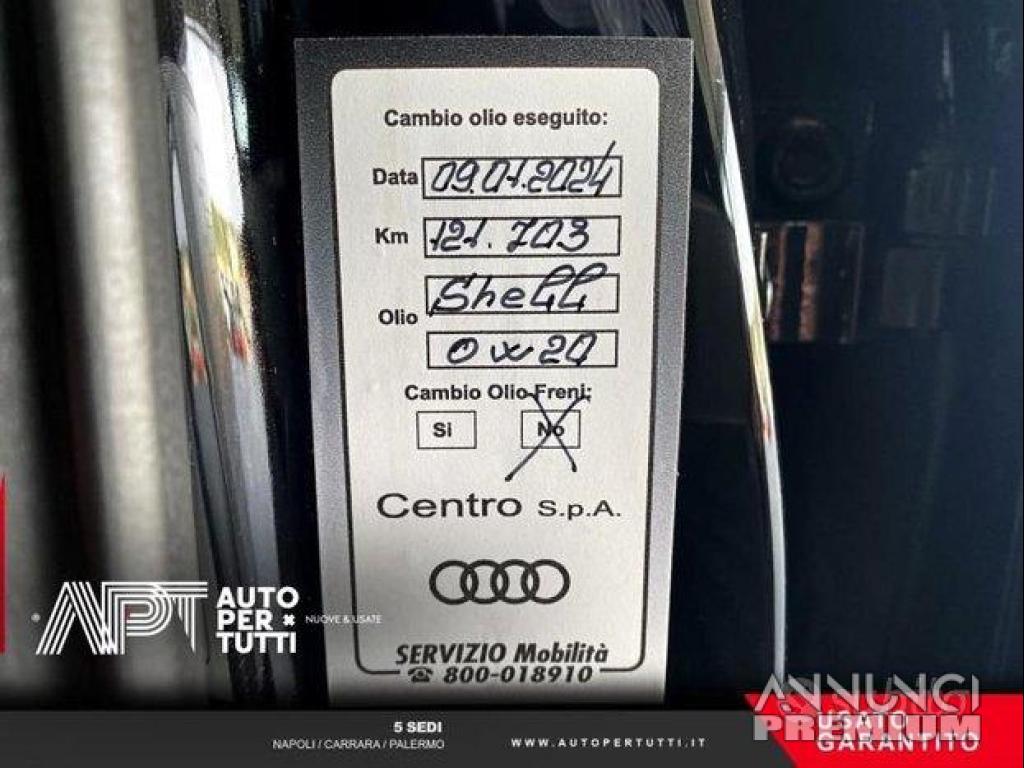 Cambio olio eseguito:
Data 09.01.2024
Km 121.703
Olio Shell
0w20
Cambio Olio Freni:
Si No
Centro S.p.A.
SERVIZIO Mobilità
☎ 800-018910
APT AUTO PER TUTTI NUOVE & USATE
5 SEDI
NAPOLI / CARRARA / PALERMO
WWW.AUTOPERTUTTI.IT
ANNUNCI
PREMIUM
USATO
GARANTITO